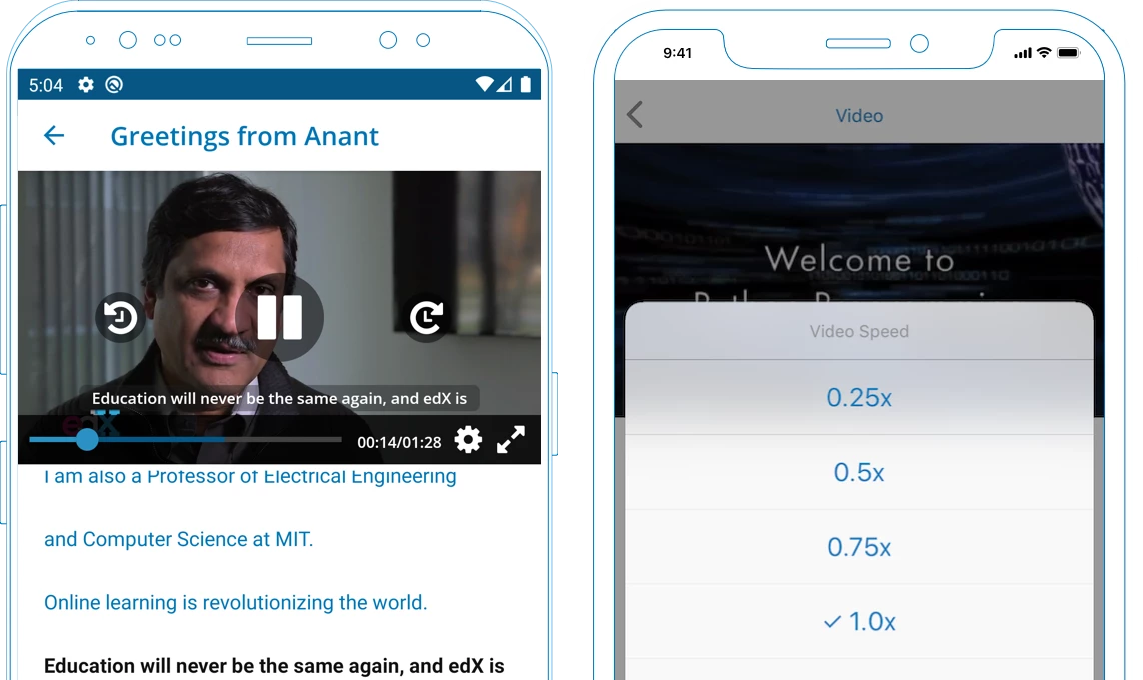 5:04
Greetings from Anant
Education will never be the same again, and edX is
edX
00:14/01:28
I am also a Professor of Electrical Engineering
and Computer Science at MIT.
Online learning is revolutionizing the world.
Education will never be the same again, and edX is
9:41
Video
Welcome to
Video Speed
0.25x
0.5x
0.75x
1.0x